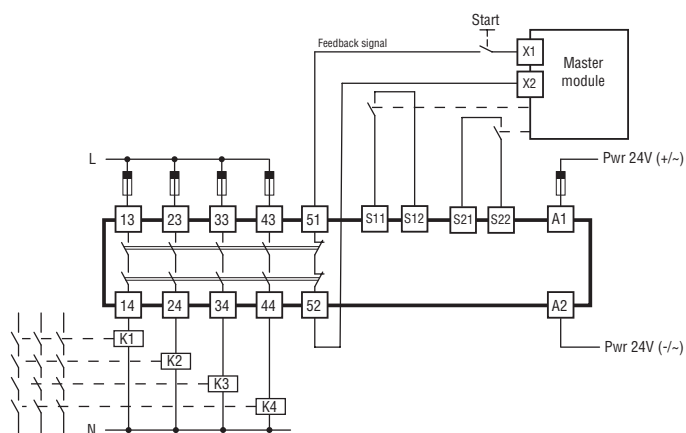 Start
Feedback signal
X1
Master
module
X2
L
Pwr 24V (+/~)
13
23
33
43
51
S11
S12
S21
S22
A1
14
24
34
44
52
A2
K1
K2
K3
K4
Pwr 24V (-/~)
N